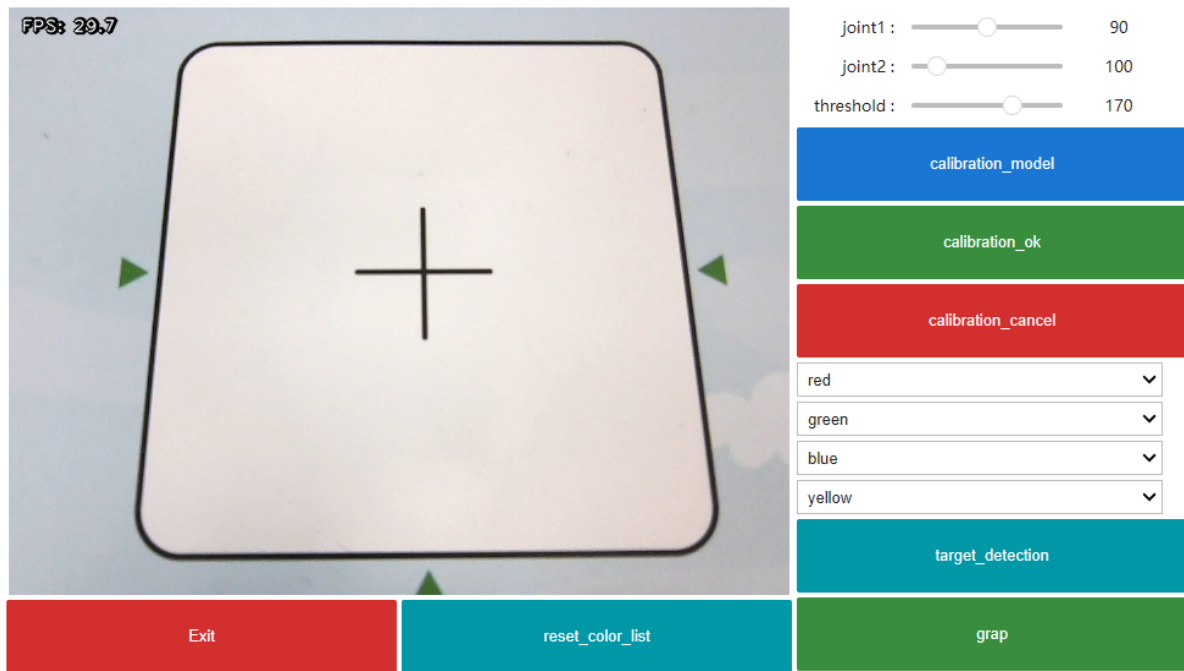 FPS: 29.7
joint1 : 90
joint2 : 100
threshold : 170
calibration_model
calibration_ok
calibration_cancel
red
green
blue
yellow
target_detection
Exit
reset_color_list
grap